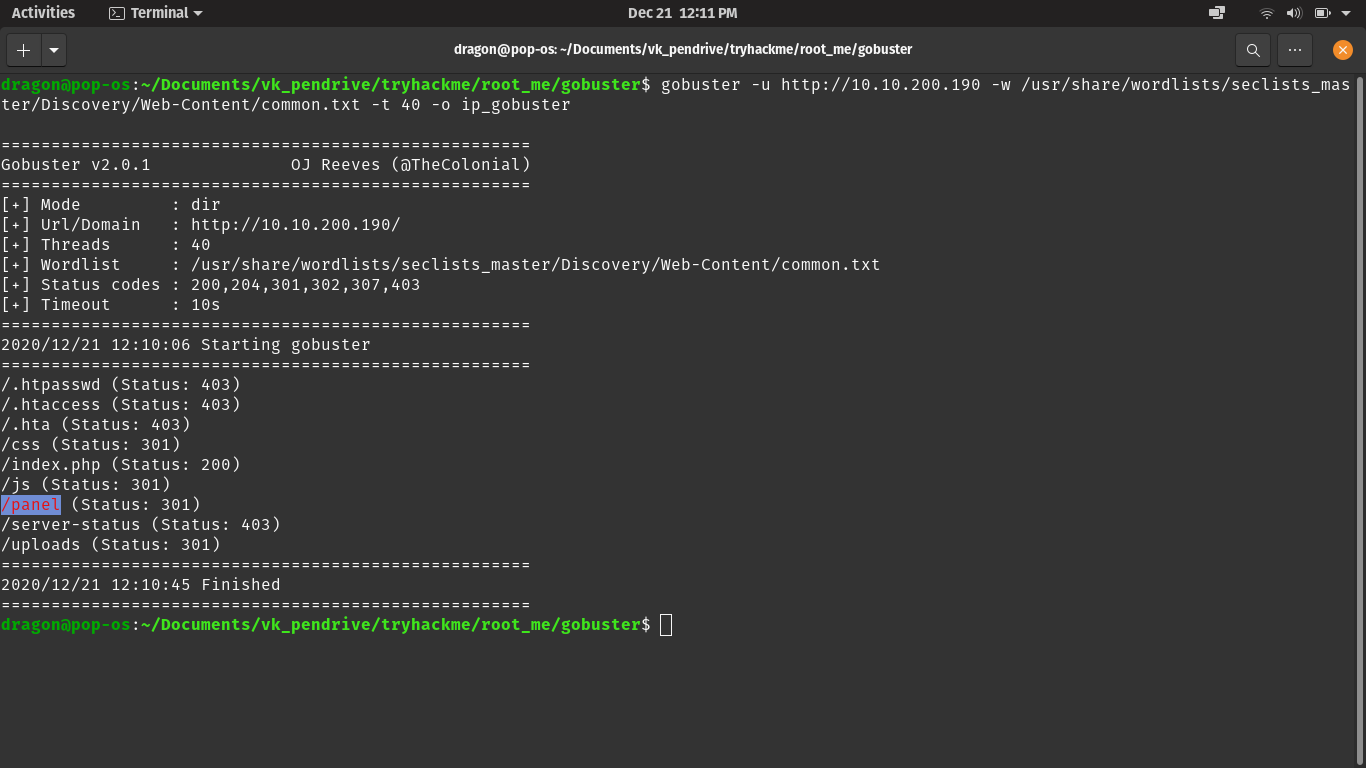 Activities Terminal Dec 21 12:11 PM
dragon@pop-os: ~/Documents/vk_pendrive/tryhackme/root_me/gobuster
dragon@pop-os:~/Documents/vk_pendrive/tryhackme/root_me/gobuster$ gobuster -u http://10.10.200.190 -w /usr/share/wordlists/seclists_mas
ter/Discovery/Web-Content/common.txt -t 40 -o ip_gobuster
=====================================================
Gobuster v2.0.1              OJ Reeves (@TheColonial)
=====================================================
[+] Mode         : dir
[+] Url/Domain   : http://10.10.200.190/
[+] Threads      : 40
[+] Wordlist     : /usr/share/wordlists/seclists_master/Discovery/Web-Content/common.txt
[+] Status codes : 200,204,301,302,307,403
[+] Timeout      : 10s
=====================================================
2020/12/21 12:10:06 Starting gobuster
=====================================================
/.htpasswd (Status: 403)
/.htaccess (Status: 403)
/.hta (Status: 403)
/css (Status: 301)
/index.php (Status: 200)
/js (Status: 301)
/panel (Status: 301)
/server-status (Status: 403)
/uploads (Status: 301)
=====================================================
2020/12/21 12:10:45 Finished
=====================================================
dragon@pop-os:~/Documents/vk_pendrive/tryhackme/root_me/gobuster$